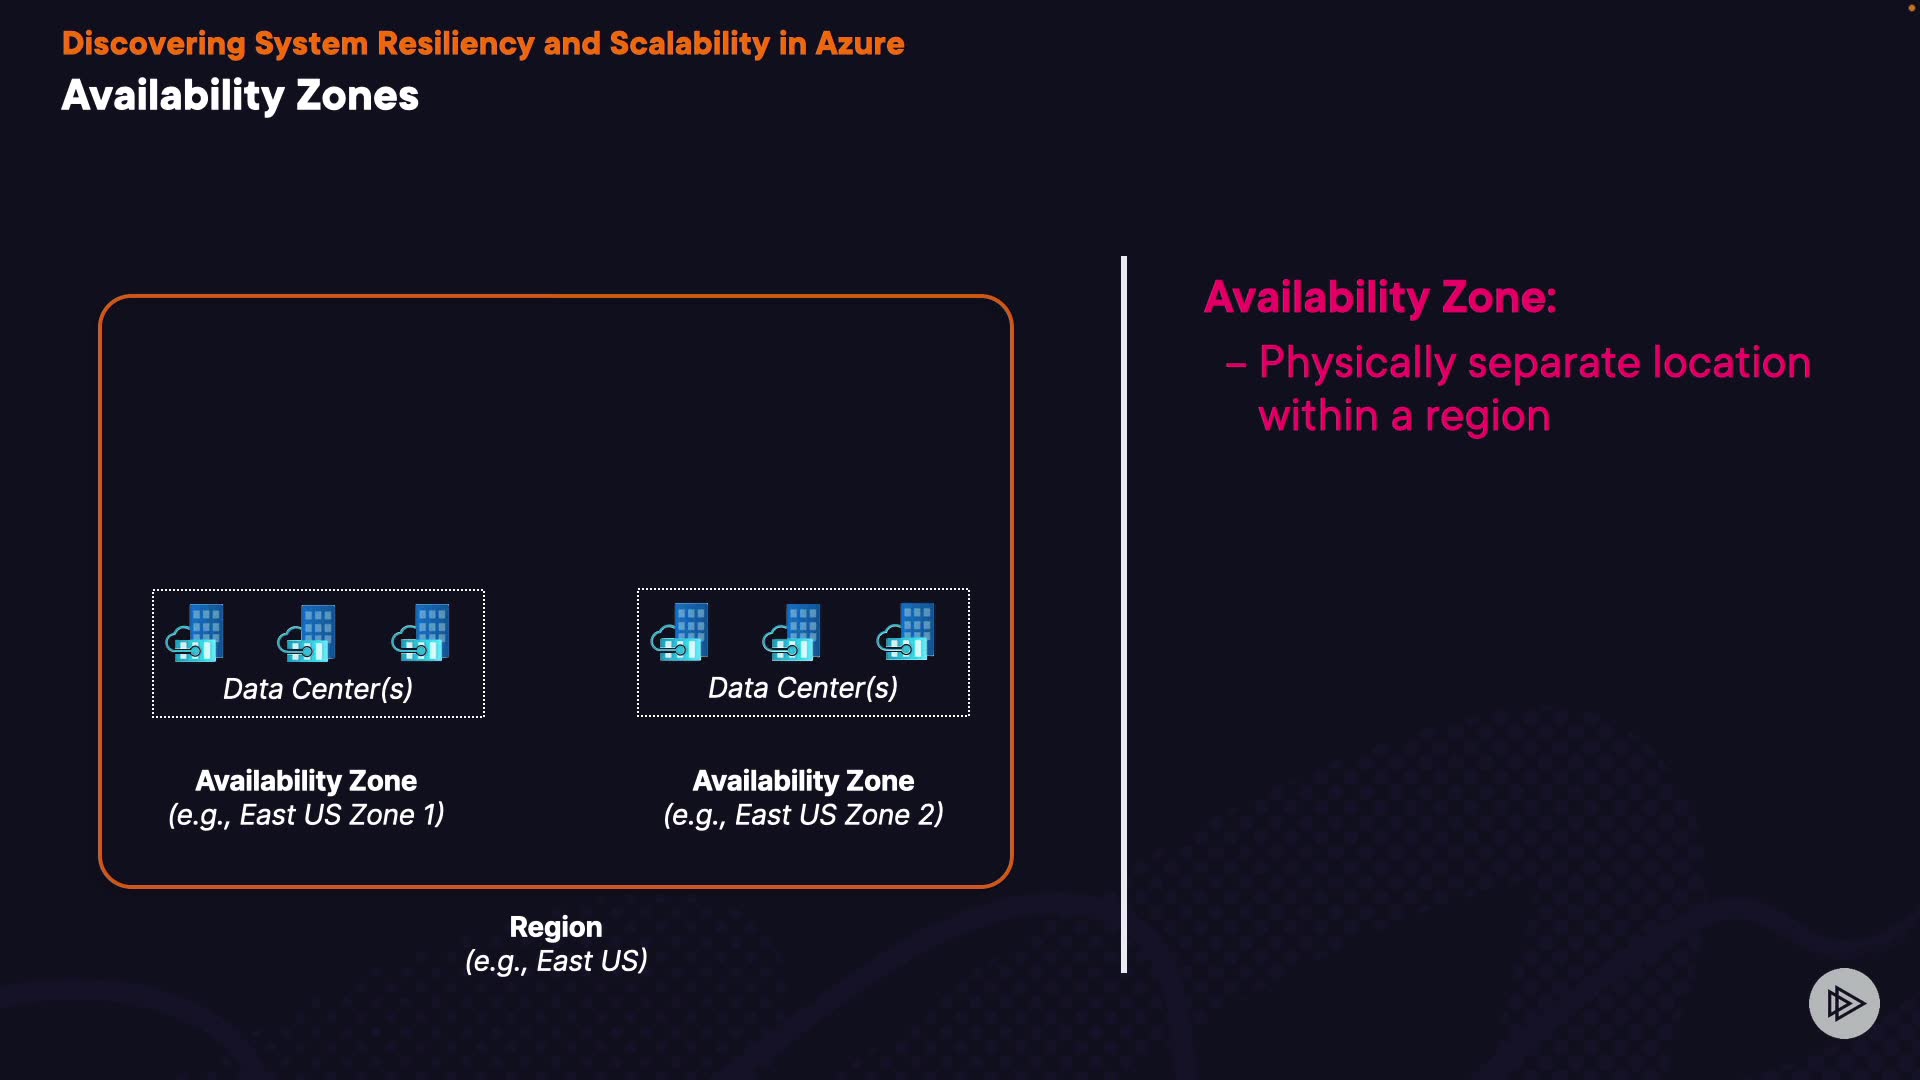 Discovering System Resiliency and Scalability in Azure
Availability Zones
Data Center(s)
Availability Zone
(e.g., East US Zone 1)
Data Center(s)
Availability Zone
(e.g., East US Zone 2)
Region
(e.g., East US)
Availability Zone:
– Physically separate location
within a region